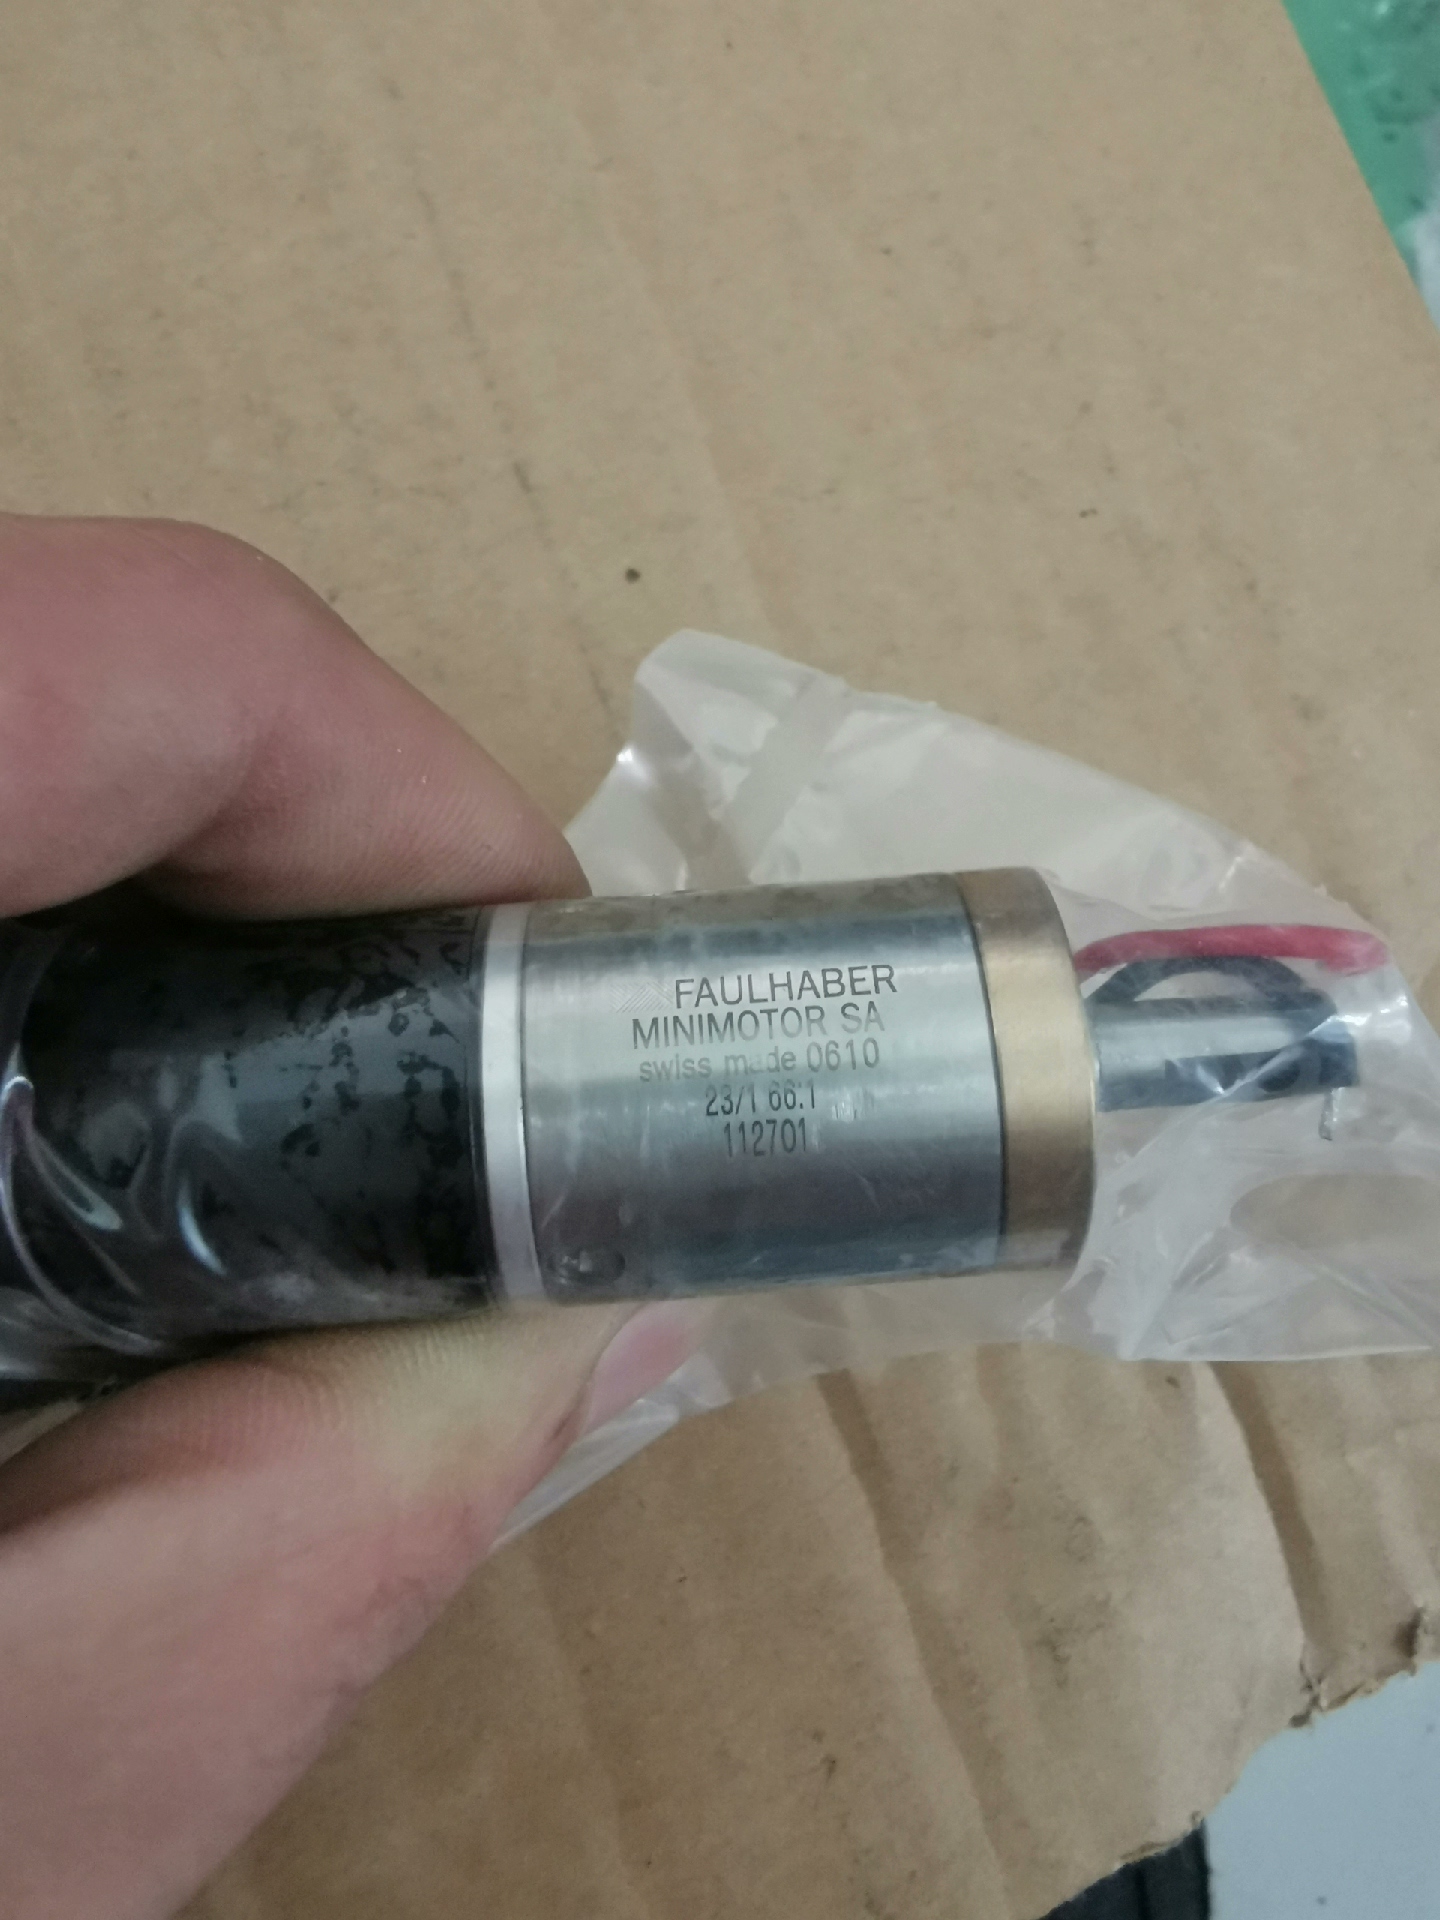 FAULHABER
MINIMOTOR SA
swiss made 0610
23/1 66:1
112701